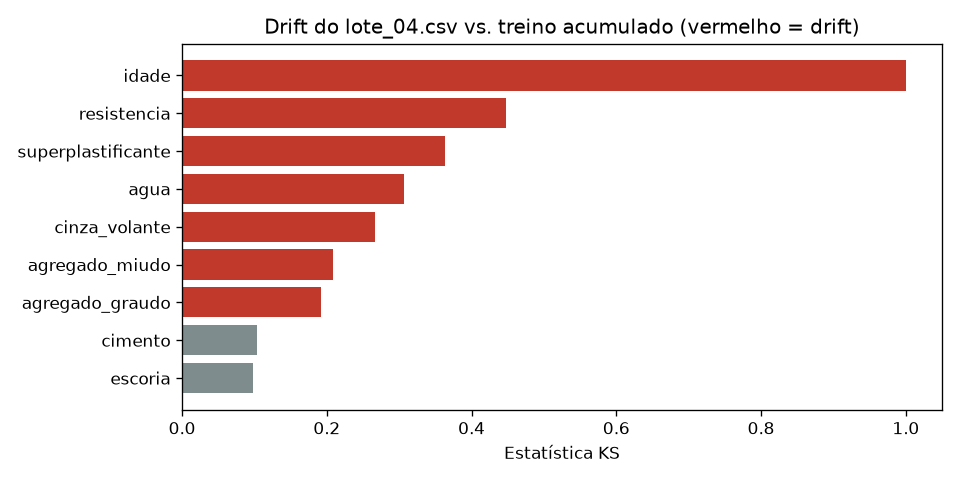 Drift do lote_04.csv vs. treino acumulado (vermelho = drift)
idade
resistencia
superplastificante
agua
cinza_volante
agregado_miudo
agregado_graudo
cimento
escoria
0.0 0.2 0.4 0.6 0.8 1.0
Estatística KS